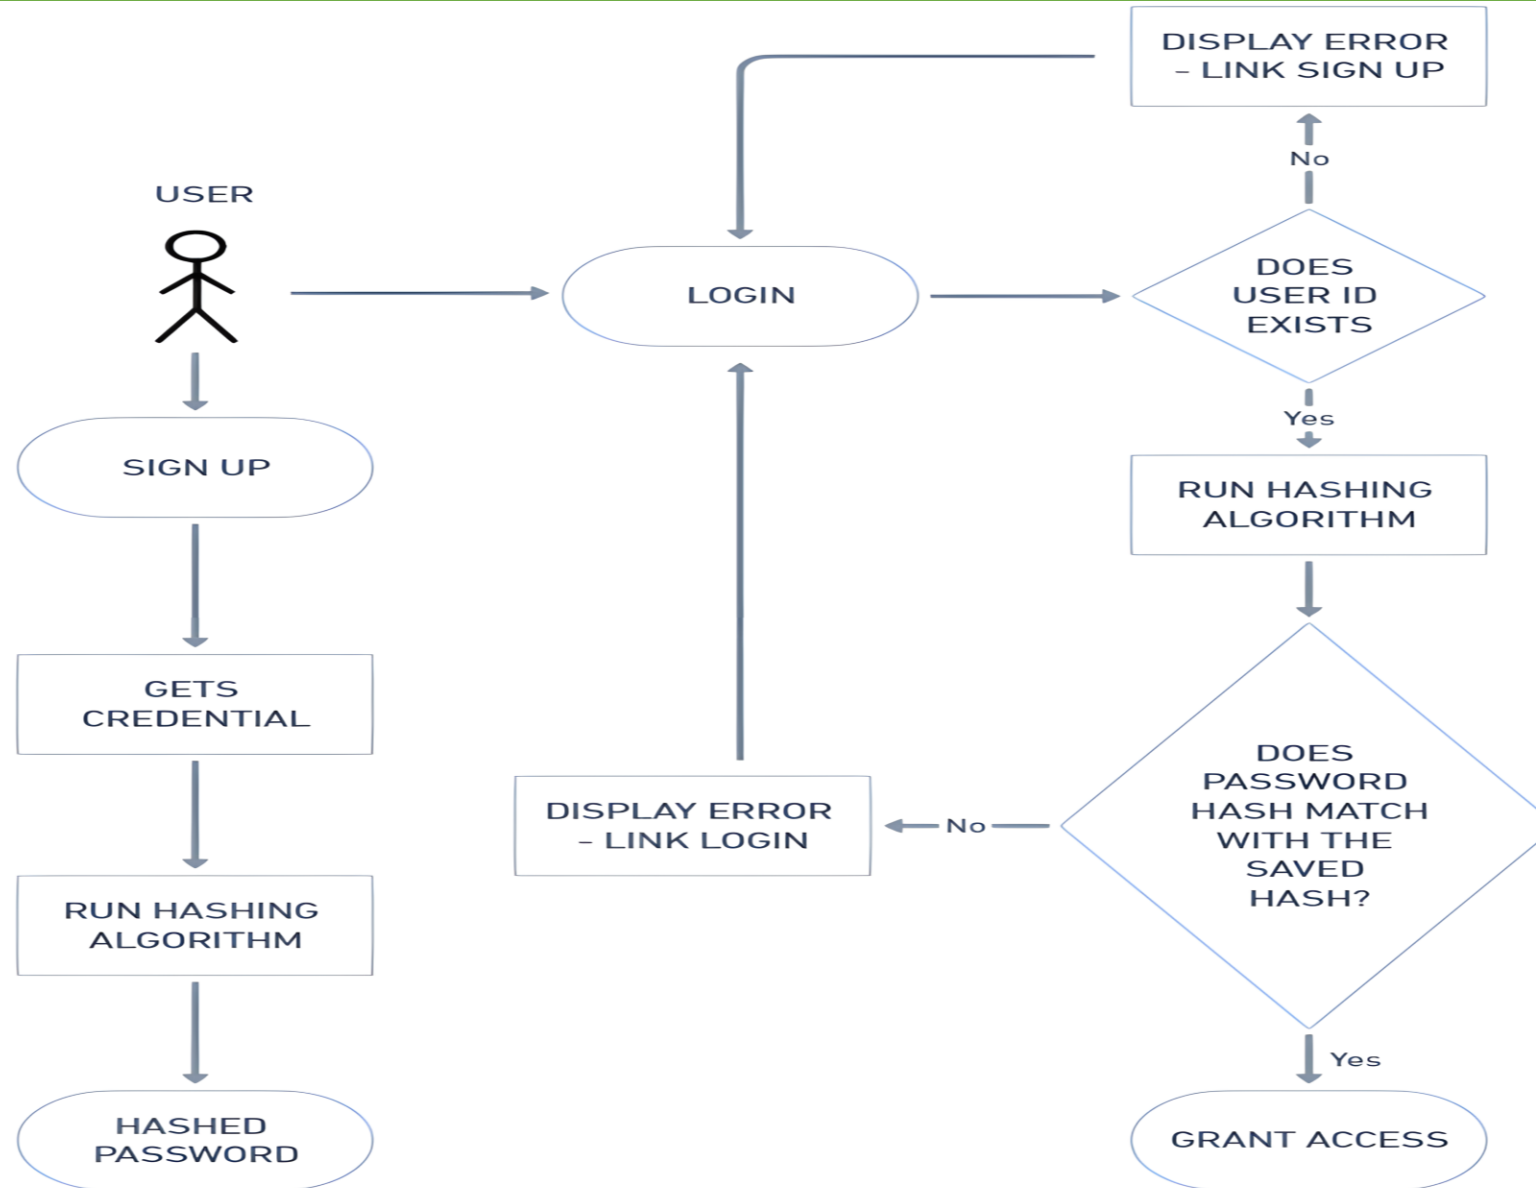 DISPLAY ERROR
– LINK SIGN UP
No
USER
LOGIN
DOES
USER ID
EXISTS
Yes
SIGN UP
RUN HASHING
ALGORITHM
GETS
CREDENTIAL
DOES
PASSWORD
HASH MATCH
WITH THE
SAVED
HASH?
DISPLAY ERROR
– LINK LOGIN
No
RUN HASHING
ALGORITHM
Yes
HASHED
PASSWORD
GRANT ACCESS